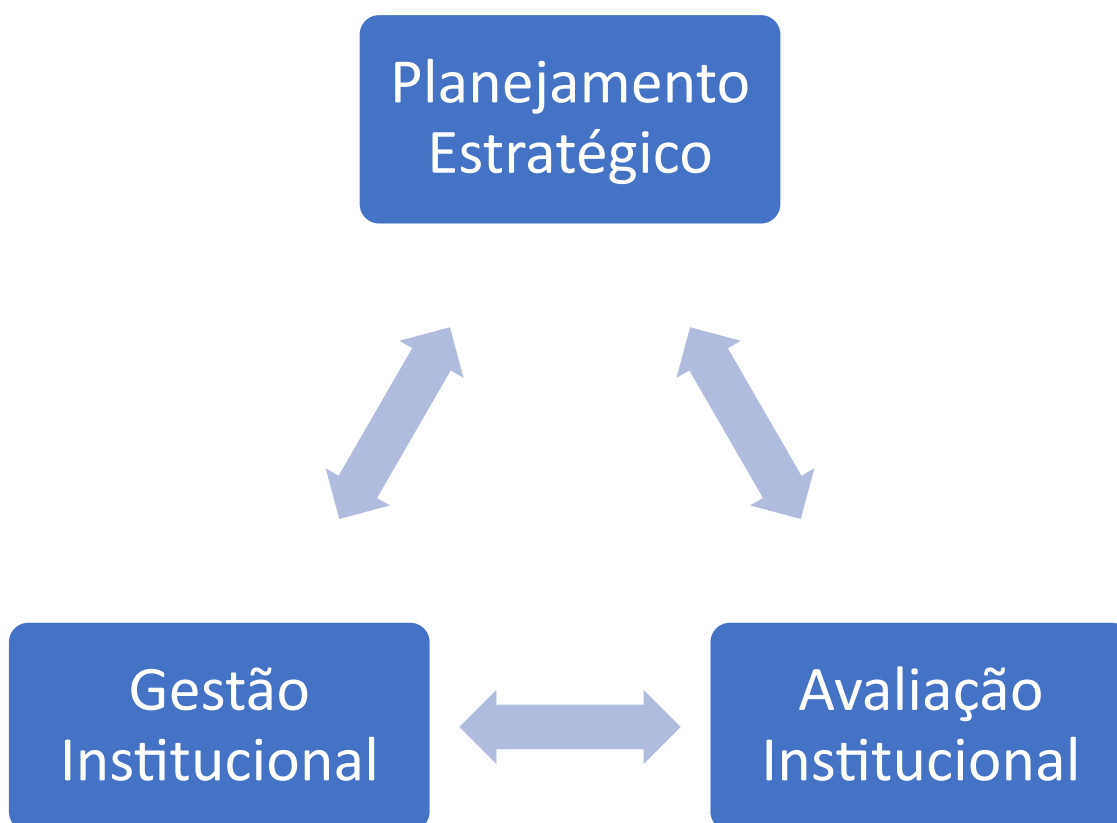 Planejamento
Estratégico
Gestão
Institucional
Avaliação
Institucional